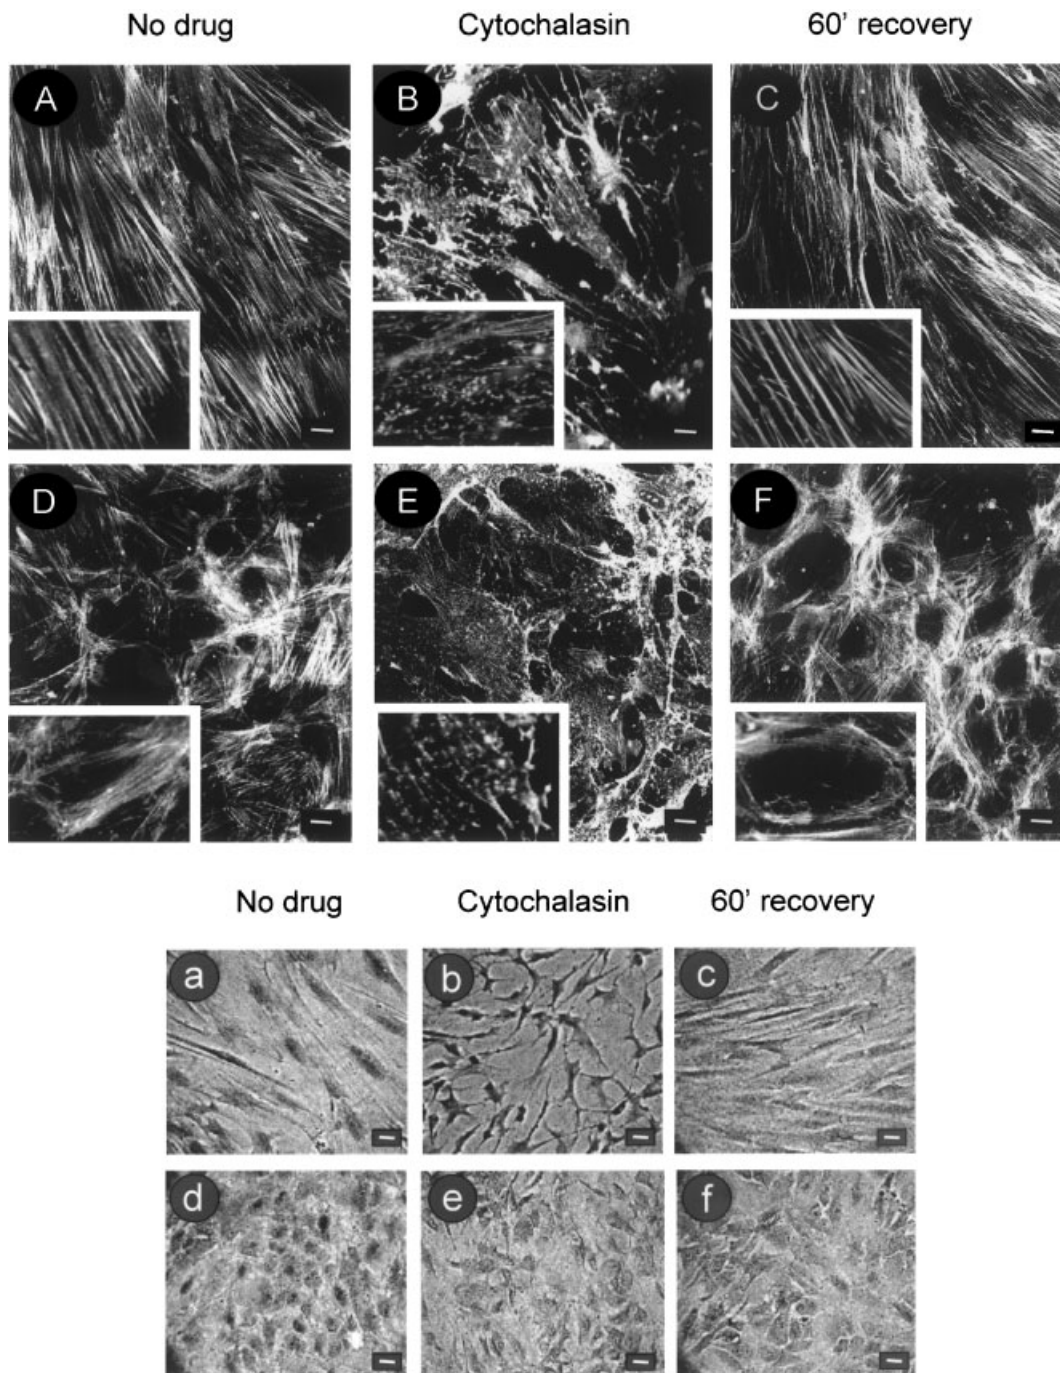 No drug Cytochalasin 60' recovery
A B C
D E F
No drug Cytochalasin 60' recovery
a b c
d e f